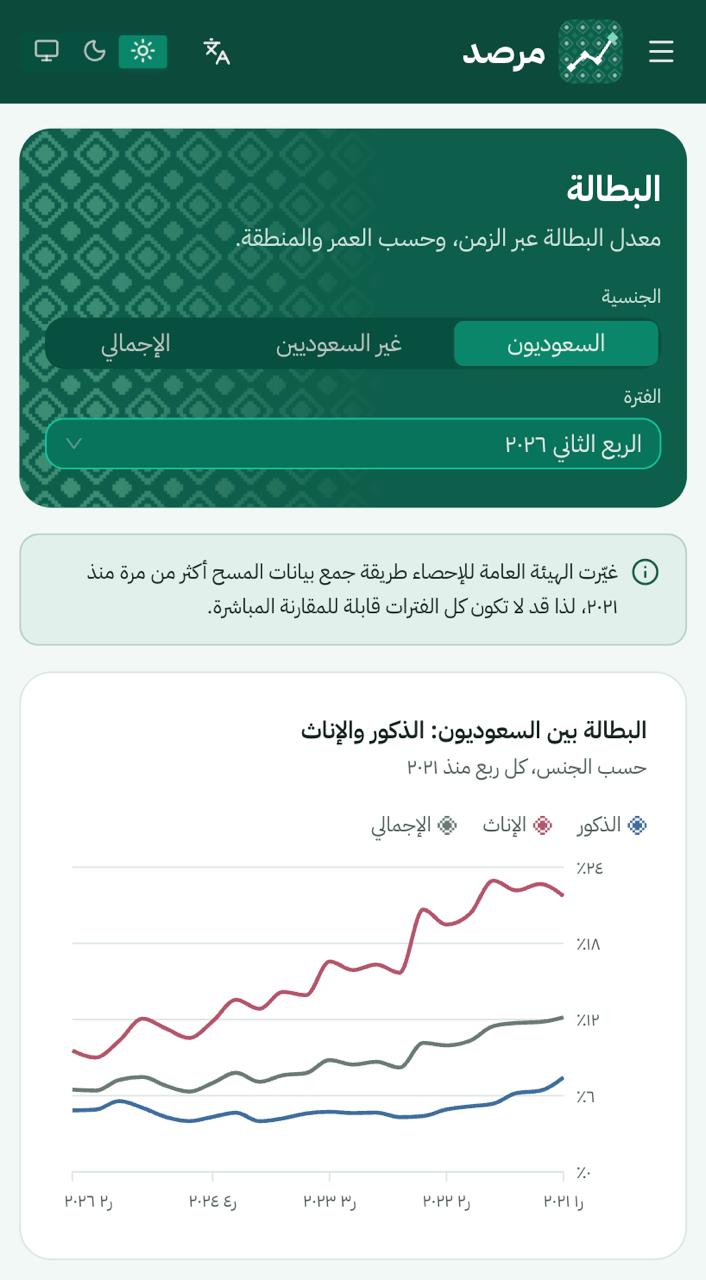 مرصد
البطالة
معدل البطالة عبر الزمن، وحسب العمر والمنطقة.
الجنسية
السعوديون
غير السعوديين
الإجمالي
الفترة
الربع الثاني ٢٠٢٦
غيّرت الهيئة العامة للإحصاء طريقة جمع بيانات المسح أكثر من مرة منذ
٢٠٢١، لذا قد لا تكون كل الفترات قابلة للمقارنة المباشرة.
البطالة بين السعوديون: الذكور والإناث
حسب الجنس، كل ربع منذ ٢٠٢١
الذكور
الإناث
الإجمالي
٪٢٤
٪١٨
٪١٢
٪٦
٪٠
ر١ ٢٠٢١
ر٢ ٢٠٢٢
ر٣ ٢٠٢٣
ر٤ ٢٠٢٤
ر٢ ٢٠٢٦